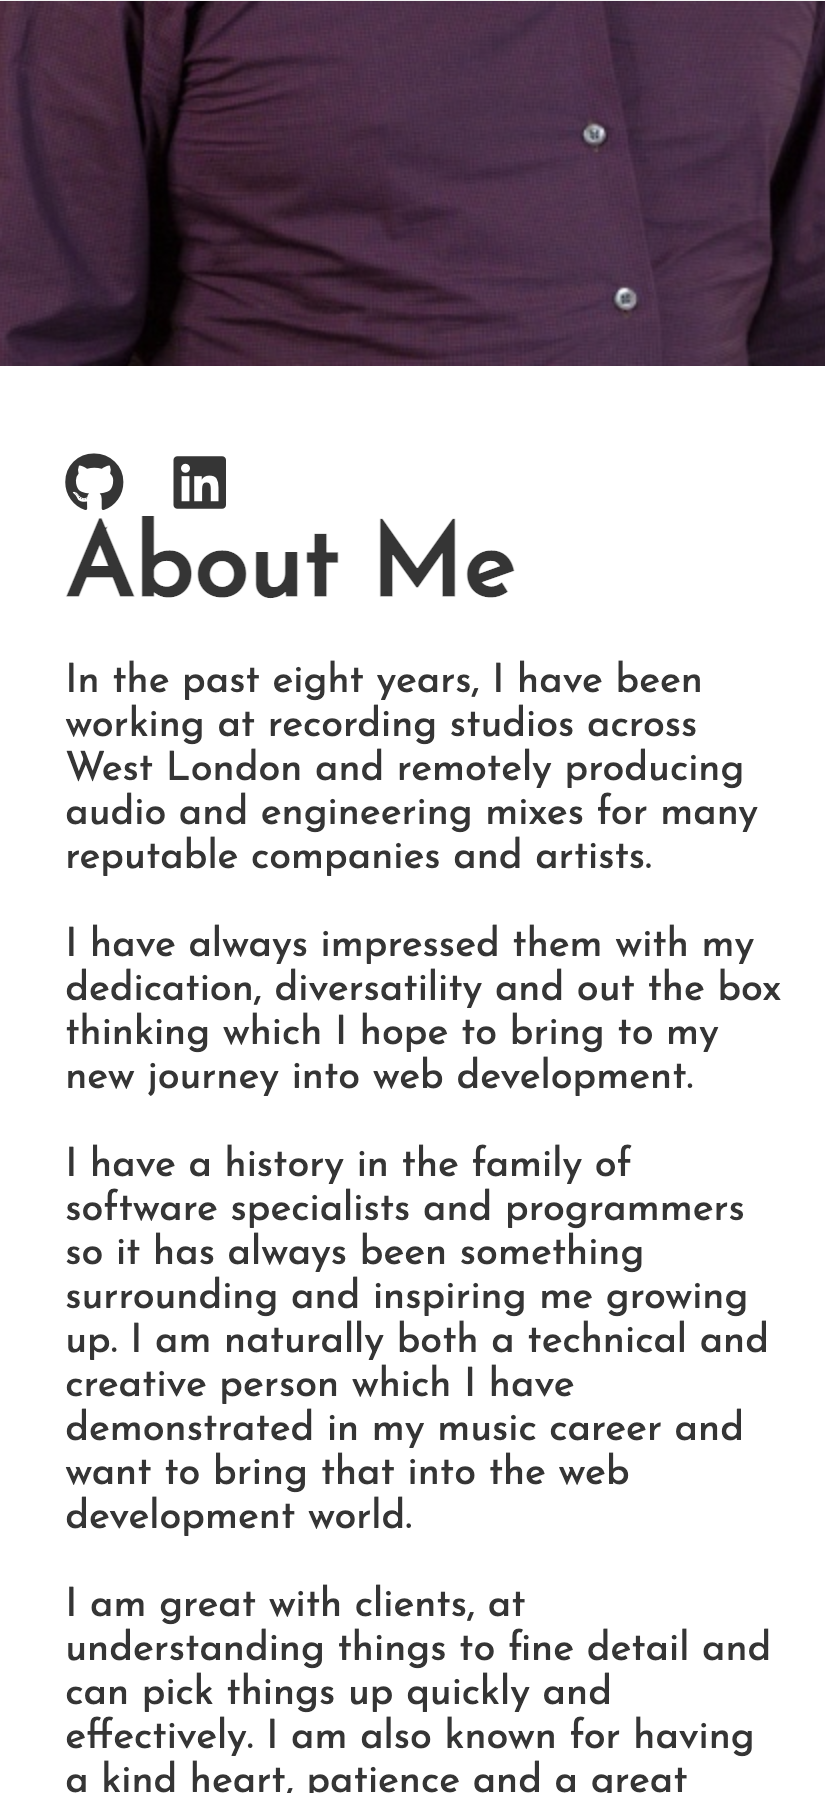 in
About Me
In the past eight years, I have been
working at recording studios across
West London and remotely producing
audio and engineering mixes for many
reputable companies and artists.
I have always impressed them with my
dedication, diversatility and out the box
thinking which I hope to bring to my
new journey into web development.
I have a history in the family of
software specialists and programmers
so it has always been something
surrounding and inspiring me growing
up. I am naturally both a technical and
creative person which I have
demonstrated in my music career and
want to bring that into the web
development world.
I am great with clients, at
understanding things to fine detail and
can pick things up quickly and
effectively. I am also known for having
a kind heart, patience and a great